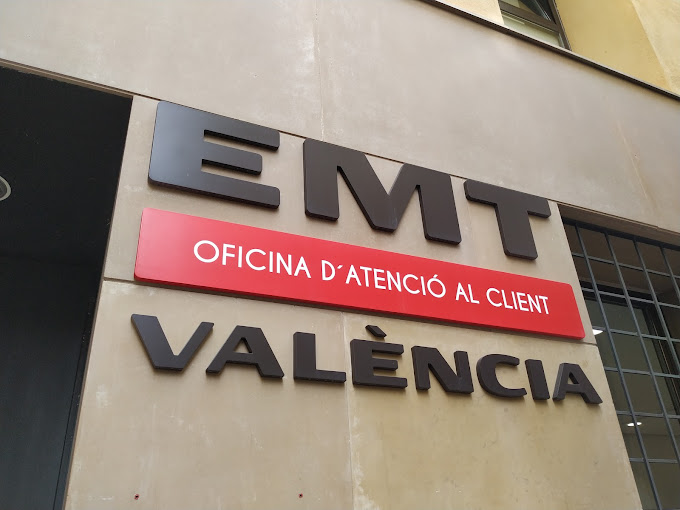 EMT
OFICINA D´ATENCIÓ AL CLIENT
VALÈNCIA